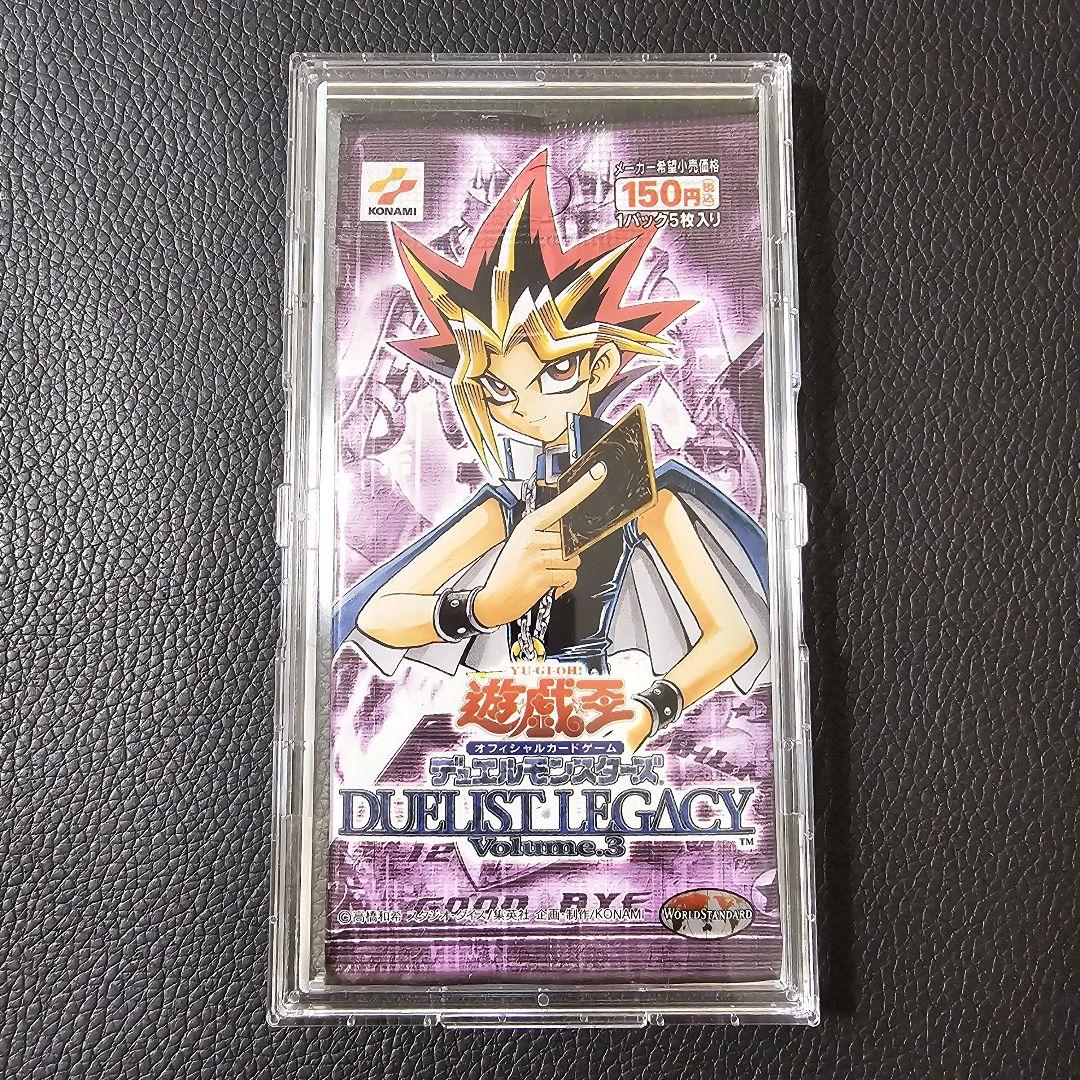 KONAMI
メーカー希望小売価格
150円 税込
1パック5枚入り
YU-GI-OH!
遊戯王
オフィシャルカードゲーム
デュエルモンスターズ
DUELIST LEGACY
Volume.3
TM
12
GOOD BYE
©高橋和希 スタジオ・ダイス/集英社 企画・制作/KONAMI
WORLD STANDARD